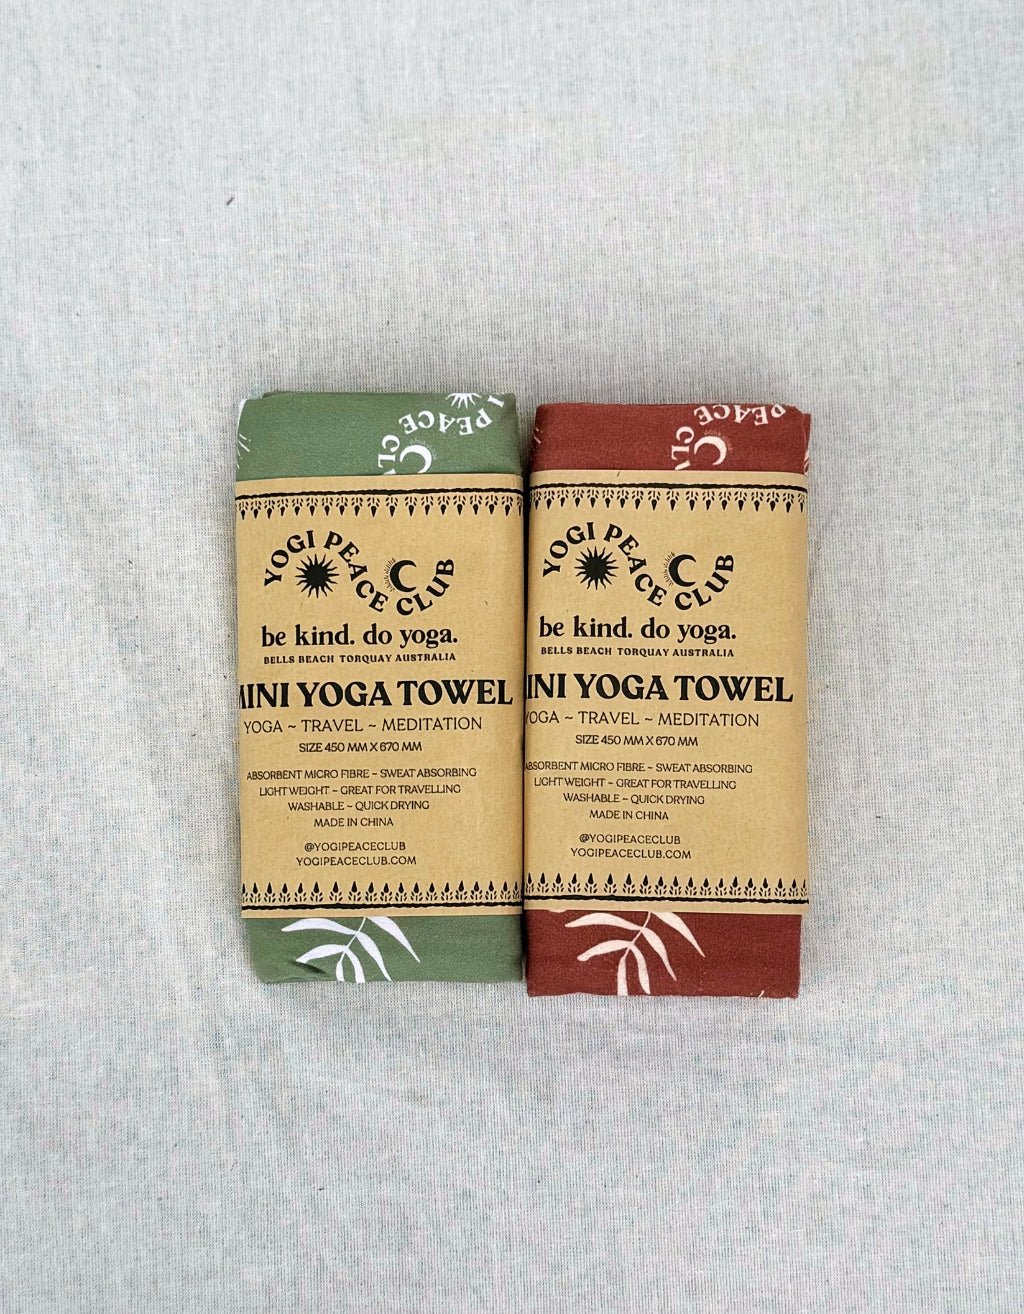 PEACE
YOGI PEACE CLUB
be kind. do yoga.
BELLS BEACH TORQUAY AUSTRALIA
MINI YOGA TOWEL
YOGA ~ TRAVEL ~ MEDITATION
SIZE 450 MM X 670 MM
ABSORBENT MICRO FIBRE ~ SWEAT ABSORBING
LIGHT WEIGHT ~ GREAT FOR TRAVELLING
WASHABLE ~ QUICK DRYING
MADE IN CHINA
@YOGIPEACECLUB
YOGIPEACECLUB.COM
PEACE
YOGI PEACE CLUB
be kind. do yoga.
BELLS BEACH TORQUAY AUSTRALIA
INI YOGA TOWEL
YOGA ~ TRAVEL ~ MEDITATION
SIZE 450 MM X 670 MM
ABSORBENT MICRO FIBRE ~ SWEAT ABSORBING
LIGHT WEIGHT ~ GREAT FOR TRAVELLING
WASHABLE ~ QUICK DRYING
MADE IN CHINA
@YOGIPEACECLUB
YOGIPEACECLUB.COM